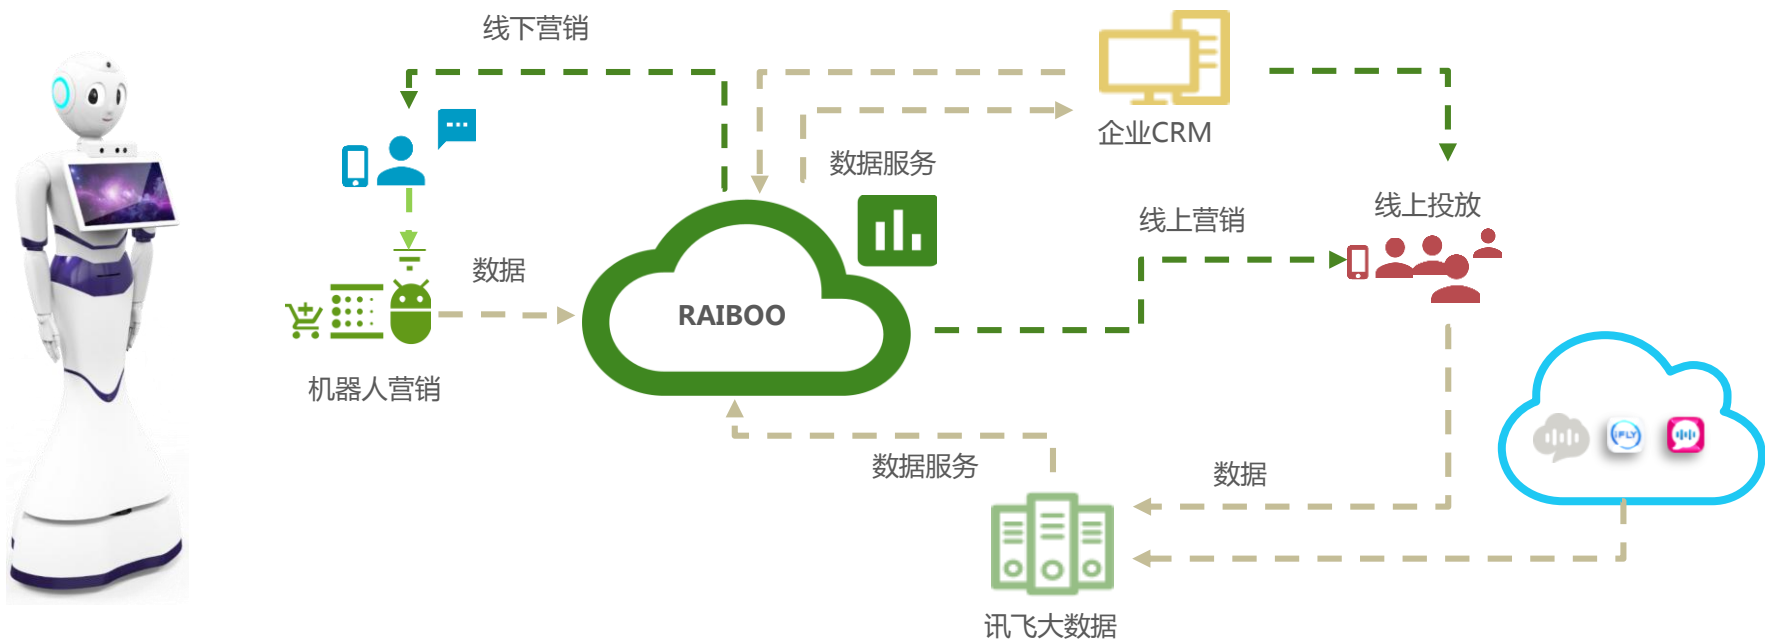 线下营销
企业CRM
数据服务
线上投放
线上营销
数据
RAIBOO
机器人营销
iFLY
数据服务
数据
讯飞大数据